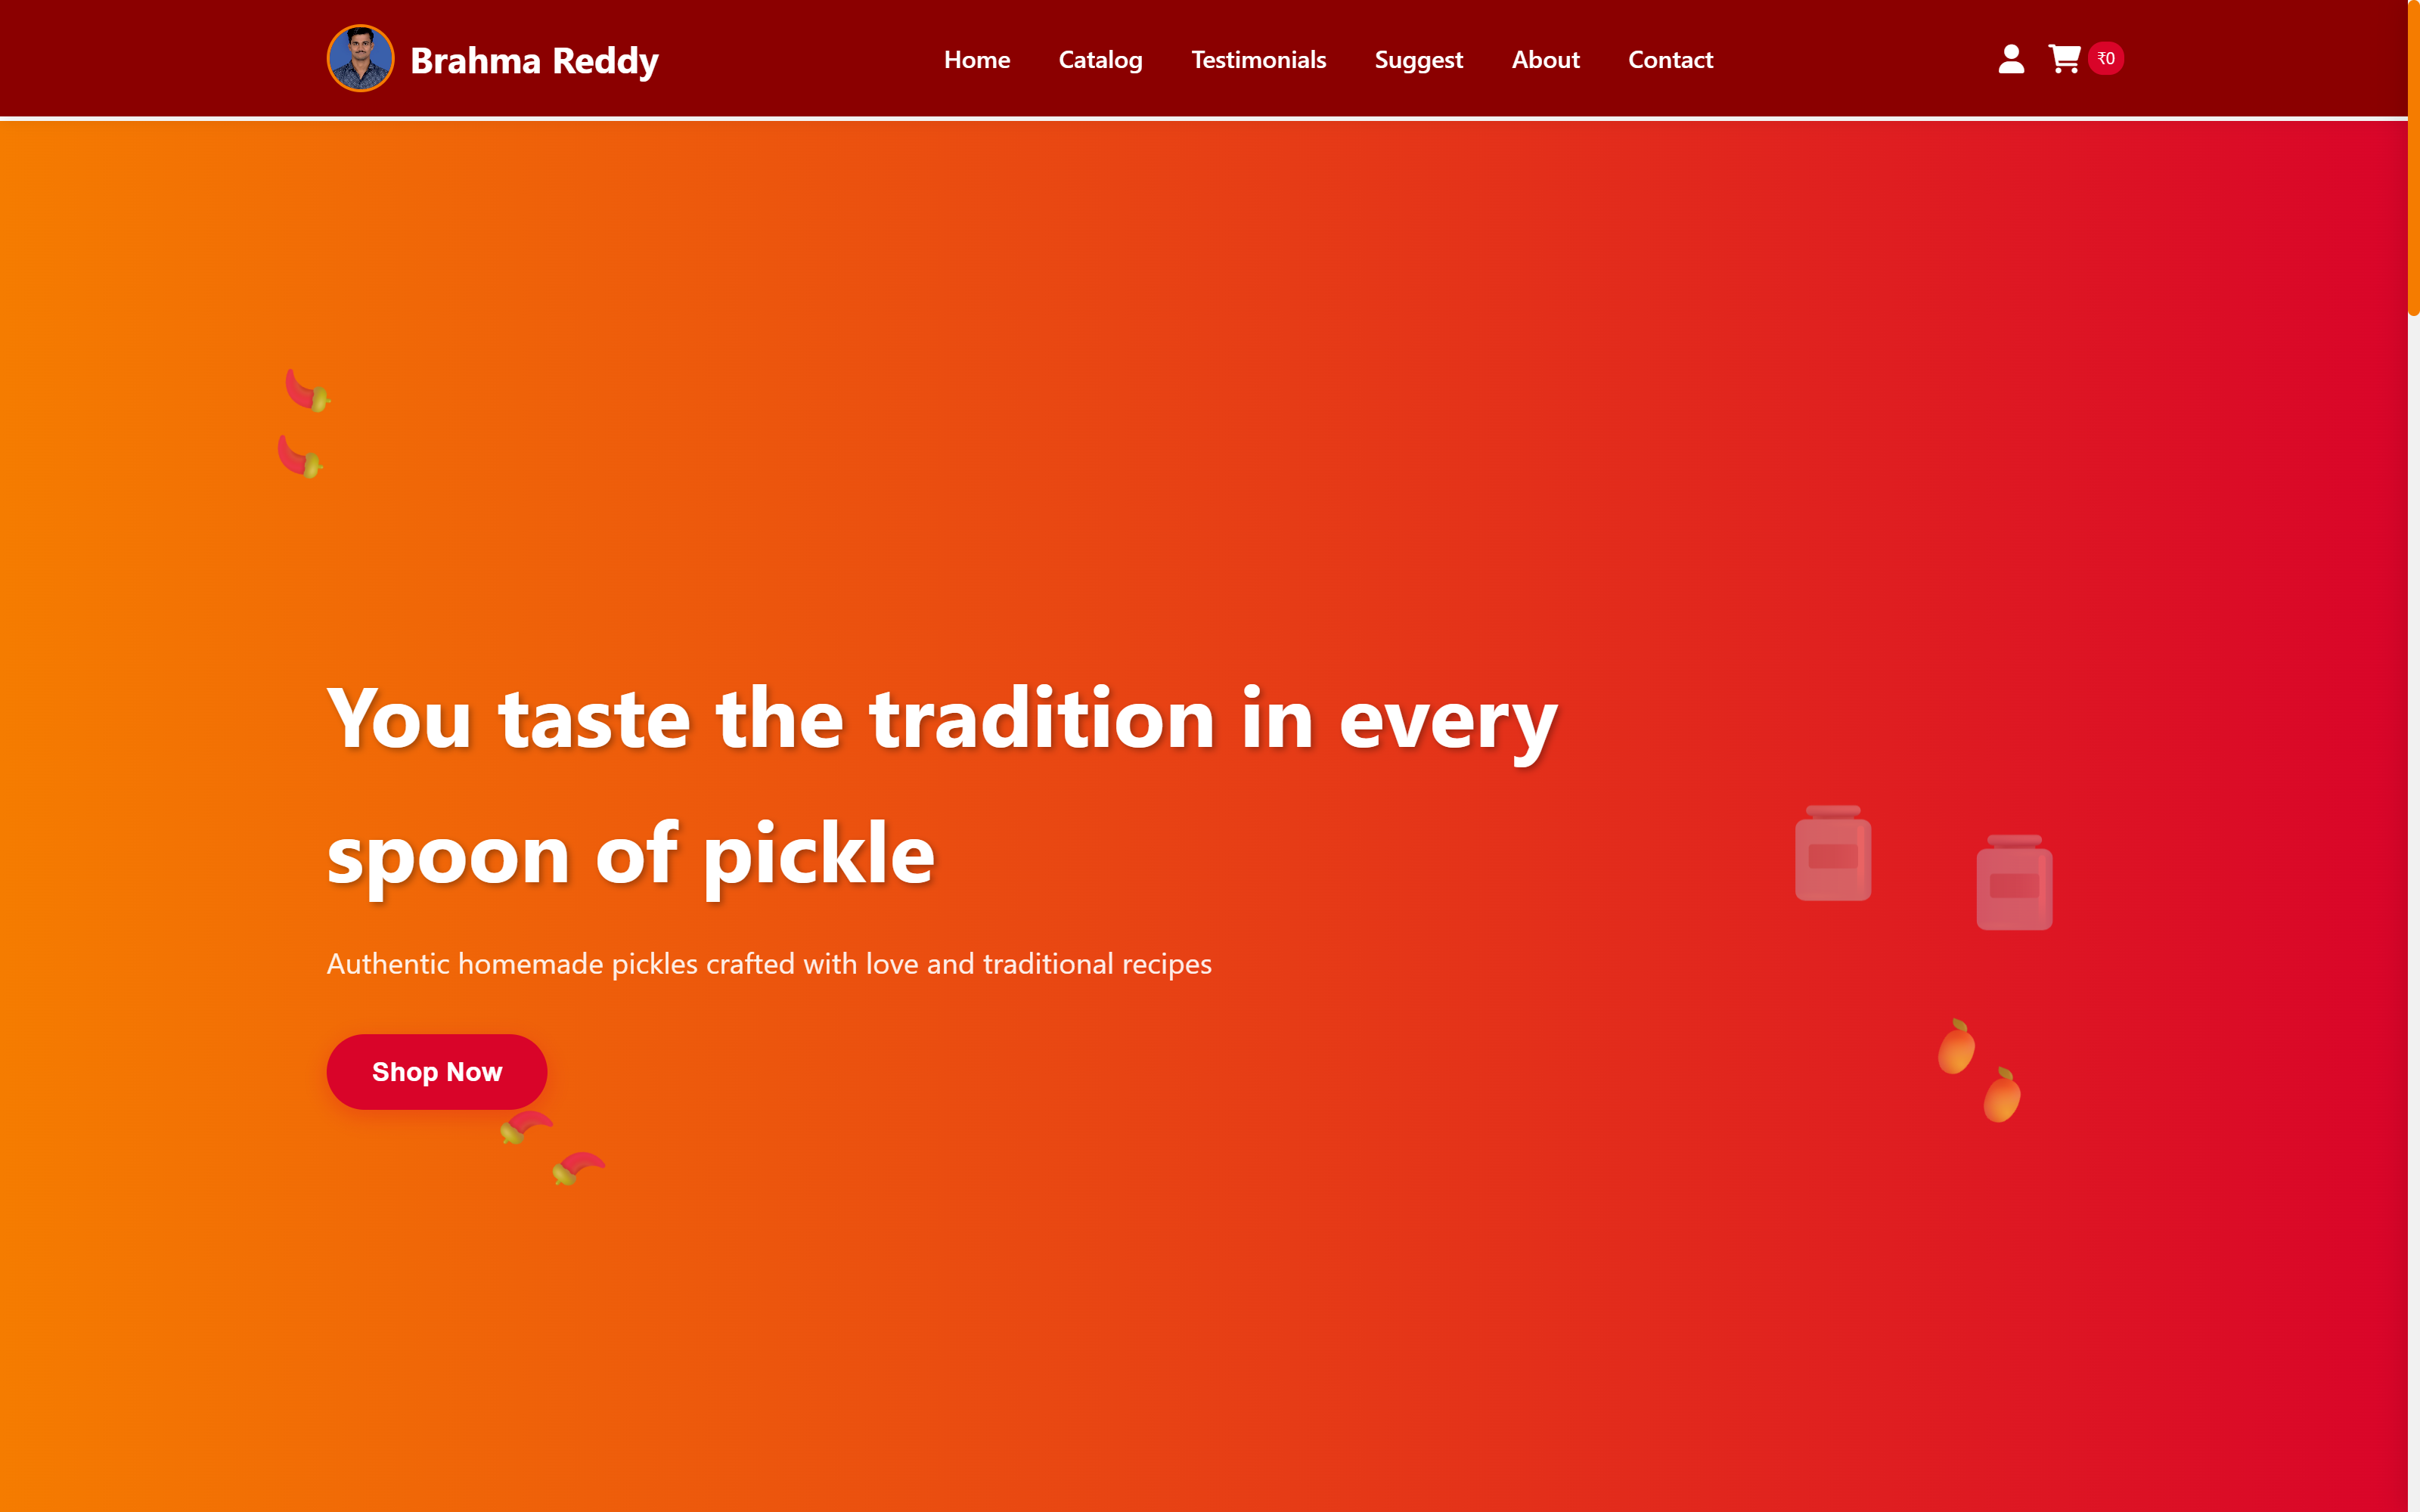 Brahma Reddy
Home Catalog Testimonials Suggest About Contact
₹0
You taste the tradition in every
spoon of pickle
Authentic homemade pickles crafted with love and traditional recipes
Shop Now